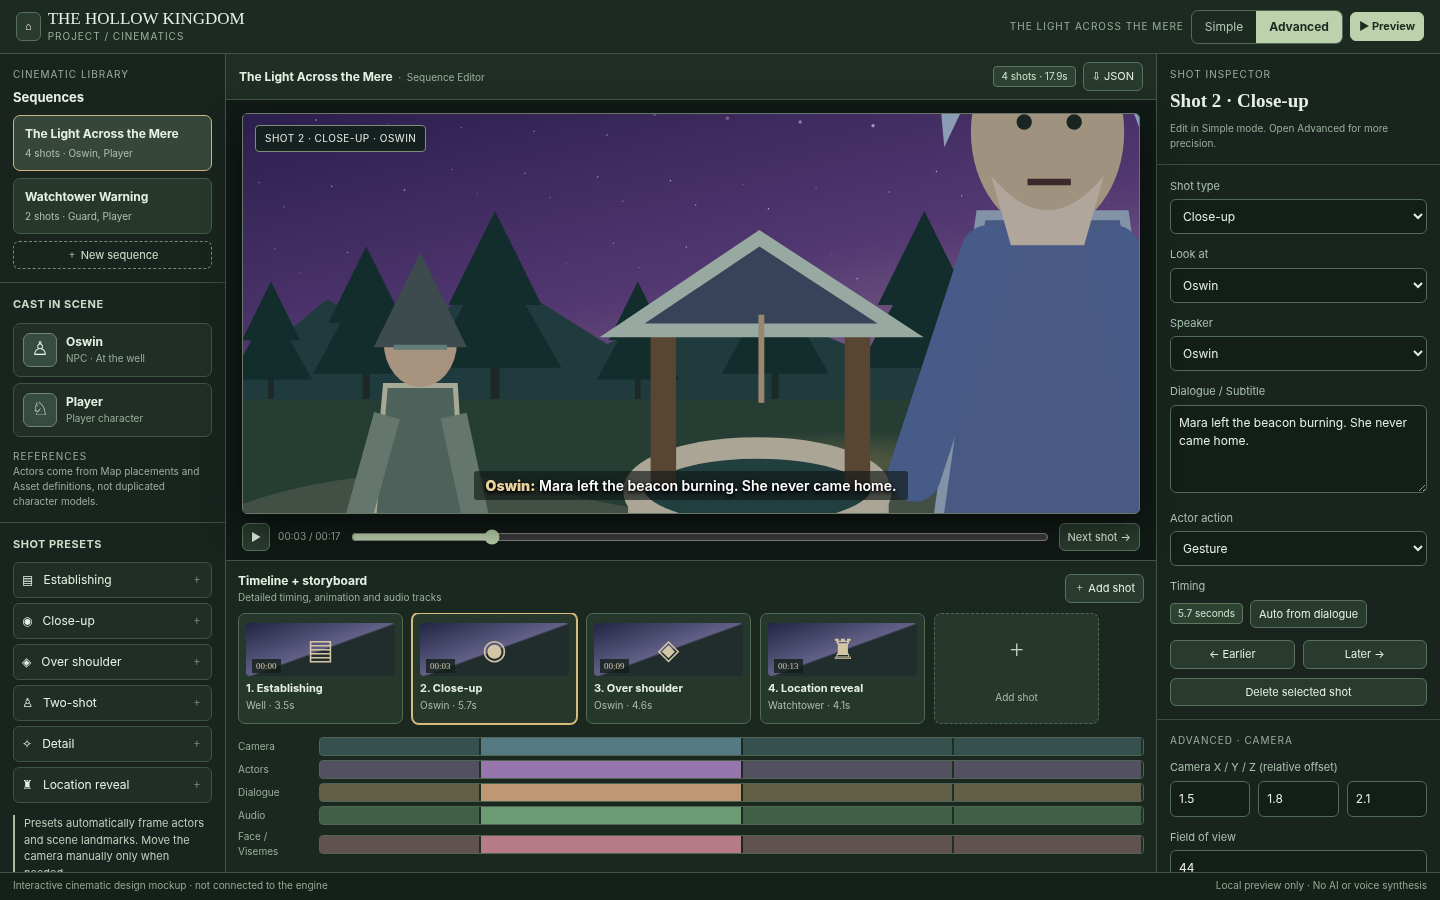 THE HOLLOW KINGDOM
PROJECT / CINEMATICS
THE LIGHT ACROSS THE MERE
Simple
Advanced
▶ Preview
CINEMATIC LIBRARY
Sequences
The Light Across the Mere
4 shots · Oswin, Player
Watchtower Warning
2 shots · Guard, Player
+ New sequence
CAST IN SCENE
Oswin
NPC · At the well
Player
Player character
REFERENCES
Actors come from Map placements and
Asset definitions, not duplicated
character models.
SHOT PRESETS
Establishing +
Close-up +
Over shoulder +
Two-shot +
Detail +
Location reveal +
Presets automatically frame actors
and scene landmarks. Move the
camera manually only when
needed.
The Light Across the Mere · Sequence Editor
4 shots · 17.9s
⇩ JSON
SHOT 2 · CLOSE-UP · OSWIN
Oswin: Mara left the beacon burning. She never came home.
00:03 / 00:17
Next shot →
Timeline + storyboard
Detailed timing, animation and audio tracks
+ Add shot
00:00
1. Establishing
Well · 3.5s
00:03
2. Close-up
Oswin · 5.7s
00:09
3. Over shoulder
Oswin · 4.6s
00:13
4. Location reveal
Watchtower · 4.1s
+
Add shot
Camera
Actors
Dialogue
Audio
Face /
Visemes
SHOT INSPECTOR
Shot 2 · Close-up
Edit in Simple mode. Open Advanced for more
precision.
Shot type
Close-up
Look at
Oswin
Speaker
Oswin
Dialogue / Subtitle
Mara left the beacon burning. She never
came home.
Actor action
Gesture
Timing
5.7 seconds
Auto from dialogue
← Earlier
Later →
Delete selected shot
ADVANCED · CAMERA
Camera X / Y / Z (relative offset)
1.5
1.8
2.1
Field of view
44
Interactive cinematic design mockup · not connected to the engine
Local preview only · No AI or voice synthesis